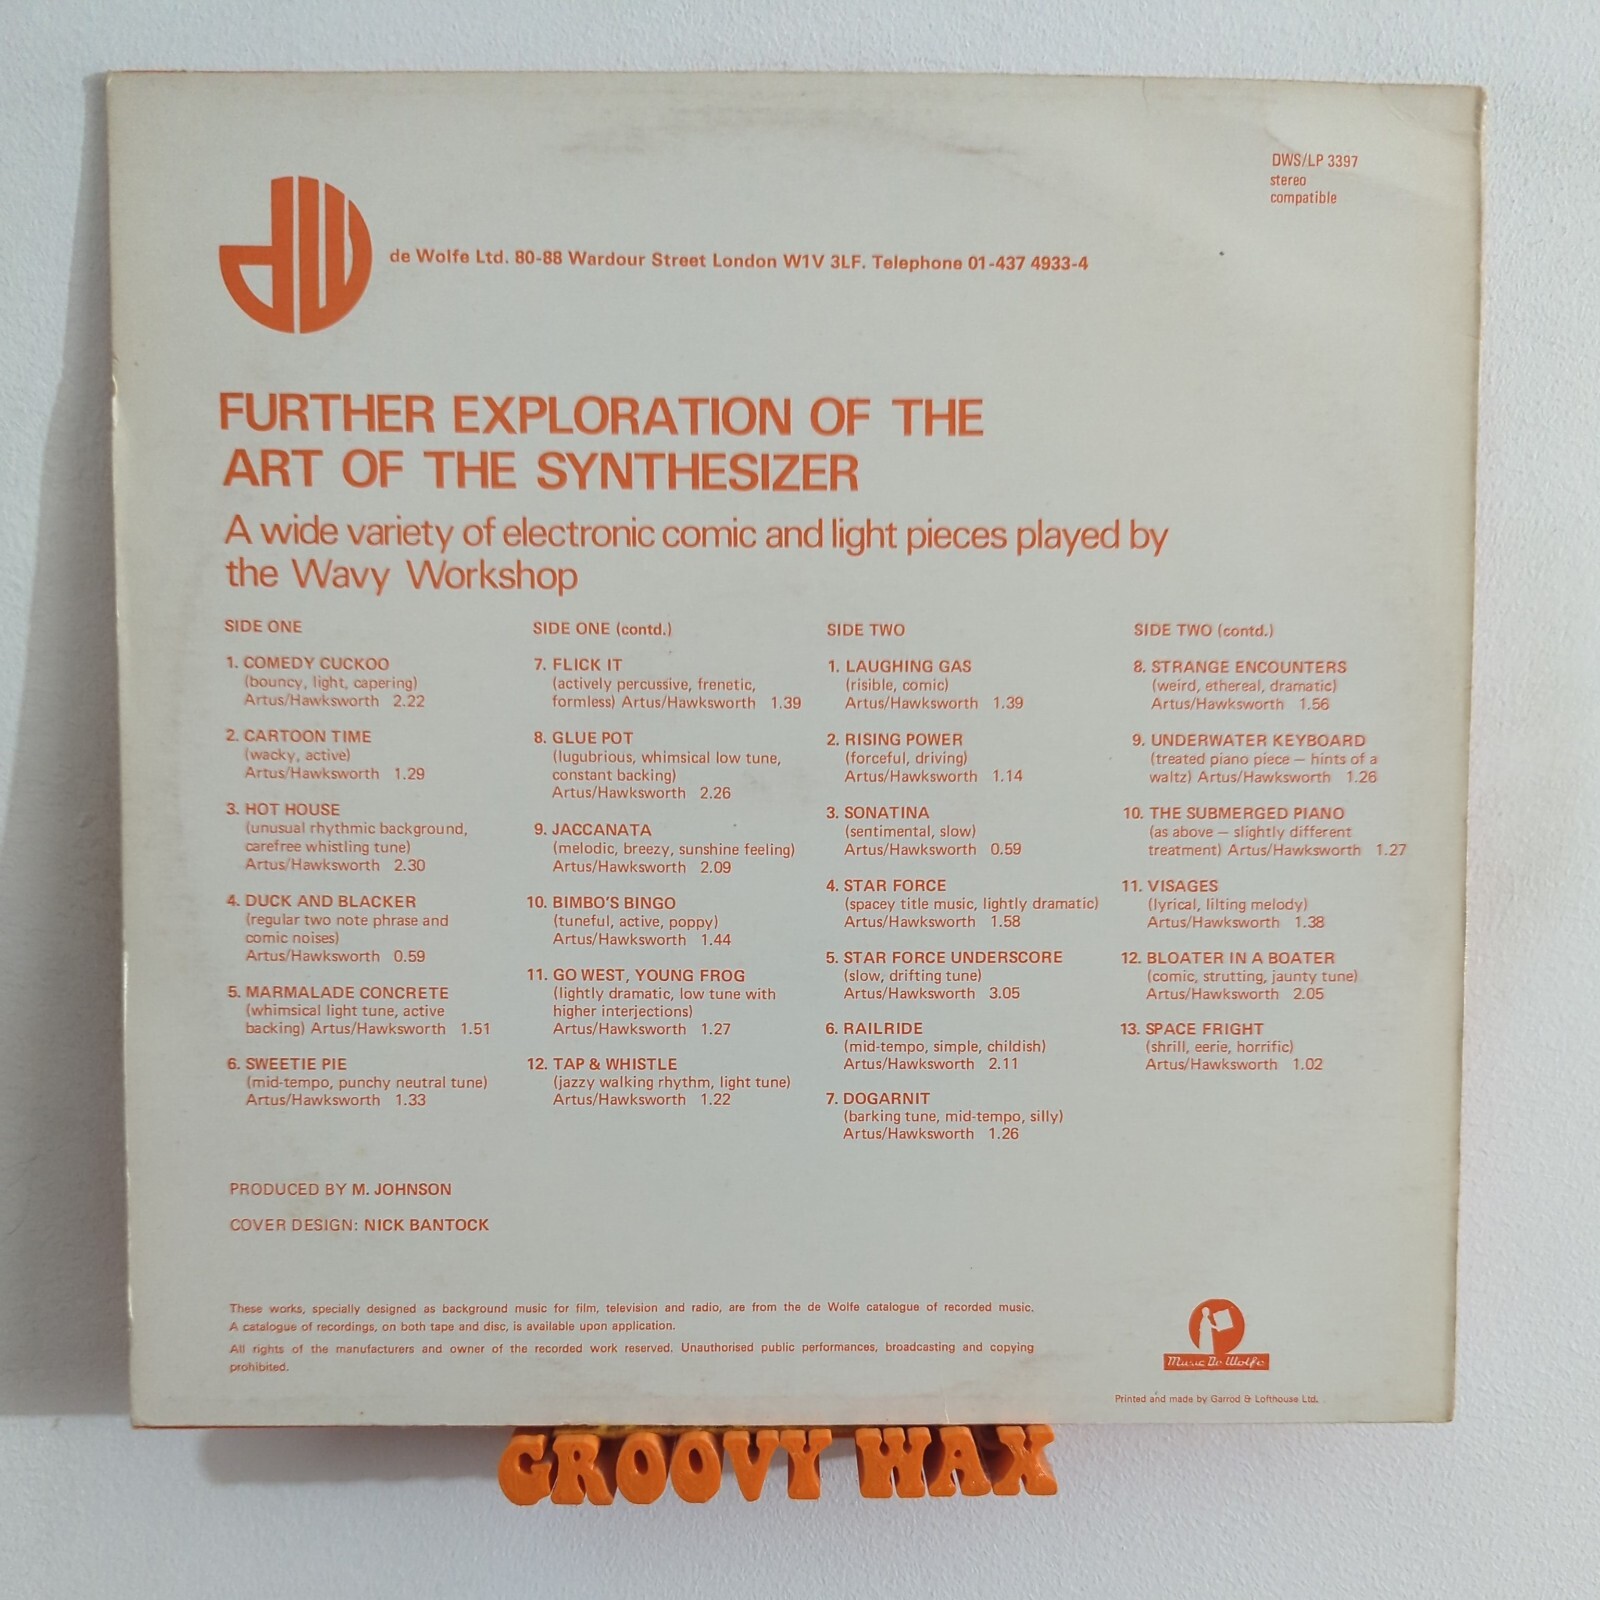 DWS/LP 3397
stereo
compatible
dW
de Wolfe Ltd. 80-88 Wardour Street London W1V 3LF. Telephone 01-437 4933-4
FURTHER EXPLORATION OF THE
ART OF THE SYNTHESIZER
A wide variety of electronic comic and light pieces played by
the Wavy Workshop
SIDE ONE
1. COMEDY CUCKOO
(bouncy, light, capering)
Artus/Hawksworth 2.22
2. CARTOON TIME
(wacky, active)
Artus/Hawksworth 1.29
3. HOT HOUSE
(unusual rhythmic background,
carefree whistling tune)
Artus/Hawksworth 2.30
4. DUCK AND BLACKER
(regular two note phrase and
comic noises)
Artus/Hawksworth 0.59
5. MARMALADE CONCRETE
(whimsical light tune, active
backing) Artus/Hawksworth 1.51
6. SWEETIE PIE
(mid-tempo, punchy neutral tune)
Artus/Hawksworth 1.33
SIDE ONE (contd.)
7. FLICK IT
(actively percussive, frenetic,
formless) Artus/Hawksworth 1.39
8. GLUE POT
(lugubrious, whimsical low tune,
constant backing)
Artus/Hawksworth 2.26
9. JACCANATA
(melodic, breezy, sunshine feeling)
Artus/Hawksworth 2.09
10. BIMBO'S BINGO
(tuneful, active, poppy)
Artus/Hawksworth 1.44
11. GO WEST, YOUNG FROG
(lightly dramatic, low tune with
higher interjections)
Artus/Hawksworth 1.27
12. TAP & WHISTLE
(jazzy walking rhythm, light tune)
Artus/Hawksworth 1.22
SIDE TWO
1. LAUGHING GAS
(risible, comic)
Artus/Hawksworth 1.39
2. RISING POWER
(forceful, driving)
Artus/Hawksworth 1.14
3. SONATINA
(sentimental, slow)
Artus/Hawksworth 0.59
4. STAR FORCE
(spacey title music, lightly dramatic)
Artus/Hawksworth 1.58
5. STAR FORCE UNDERSCORE
(slow, drifting tune)
Artus/Hawksworth 3.05
6. RAILRIDE
(mid-tempo, simple, childish)
Artus/Hawksworth 2.11
7. DOGARNIT
(barking tune, mid-tempo, silly)
Artus/Hawksworth 1.26
SIDE TWO (contd.)
8. STRANGE ENCOUNTERS
(weird, ethereal, dramatic)
Artus/Hawksworth 1.56
9. UNDERWATER KEYBOARD
(treated piano piece – hints of a
waltz) Artus/Hawksworth 1.26
10. THE SUBMERGED PIANO
(as above – slightly different
treatment) Artus/Hawksworth 1.27
11. VISAGES
(lyrical, lilting melody)
Artus/Hawksworth 1.38
12. BLOATER IN A BOATER
(comic, strutting, jaunty tune)
Artus/Hawksworth 2.05
13. SPACE FRIGHT
(shrill, eerie, horrific)
Artus/Hawksworth 1.02
PRODUCED BY M. JOHNSON
COVER DESIGN: NICK BANTOCK
These works, specially designed as background music for film, television and radio, are from the de Wolfe catalogue of recorded music.
A catalogue of recordings, on both tape and disc, is available upon application.
All rights of the manufacturers and owner of the recorded work reserved. Unauthorised public performances, broadcasting and copying
prohibited.
Music De Wolfe
Printed and made by Garrod & Lofthouse Ltd.
GROOVY WAX